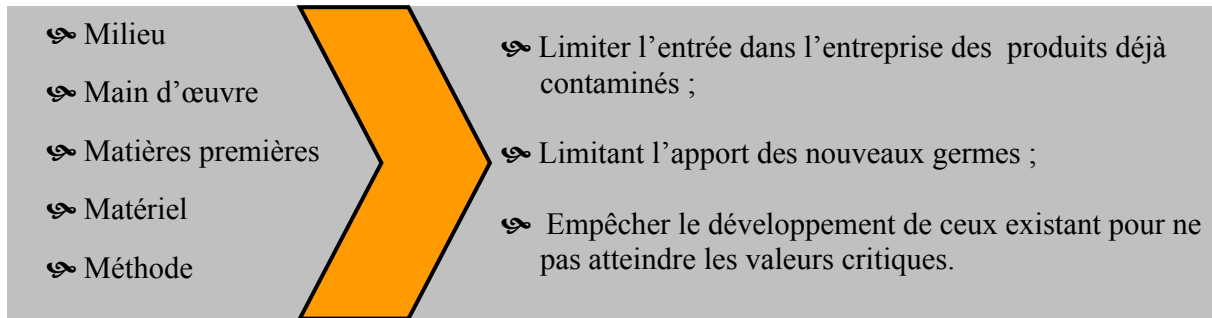 Milieu
Main d’œuvre
Matières premières
Matériel
Méthode
Limiter l’entrée dans l’entreprise des produits déjà
contaminés ;
Limitant l’apport des nouveaux germes ;
Empêcher le développement de ceux existant pour ne
pas atteindre les valeurs critiques.